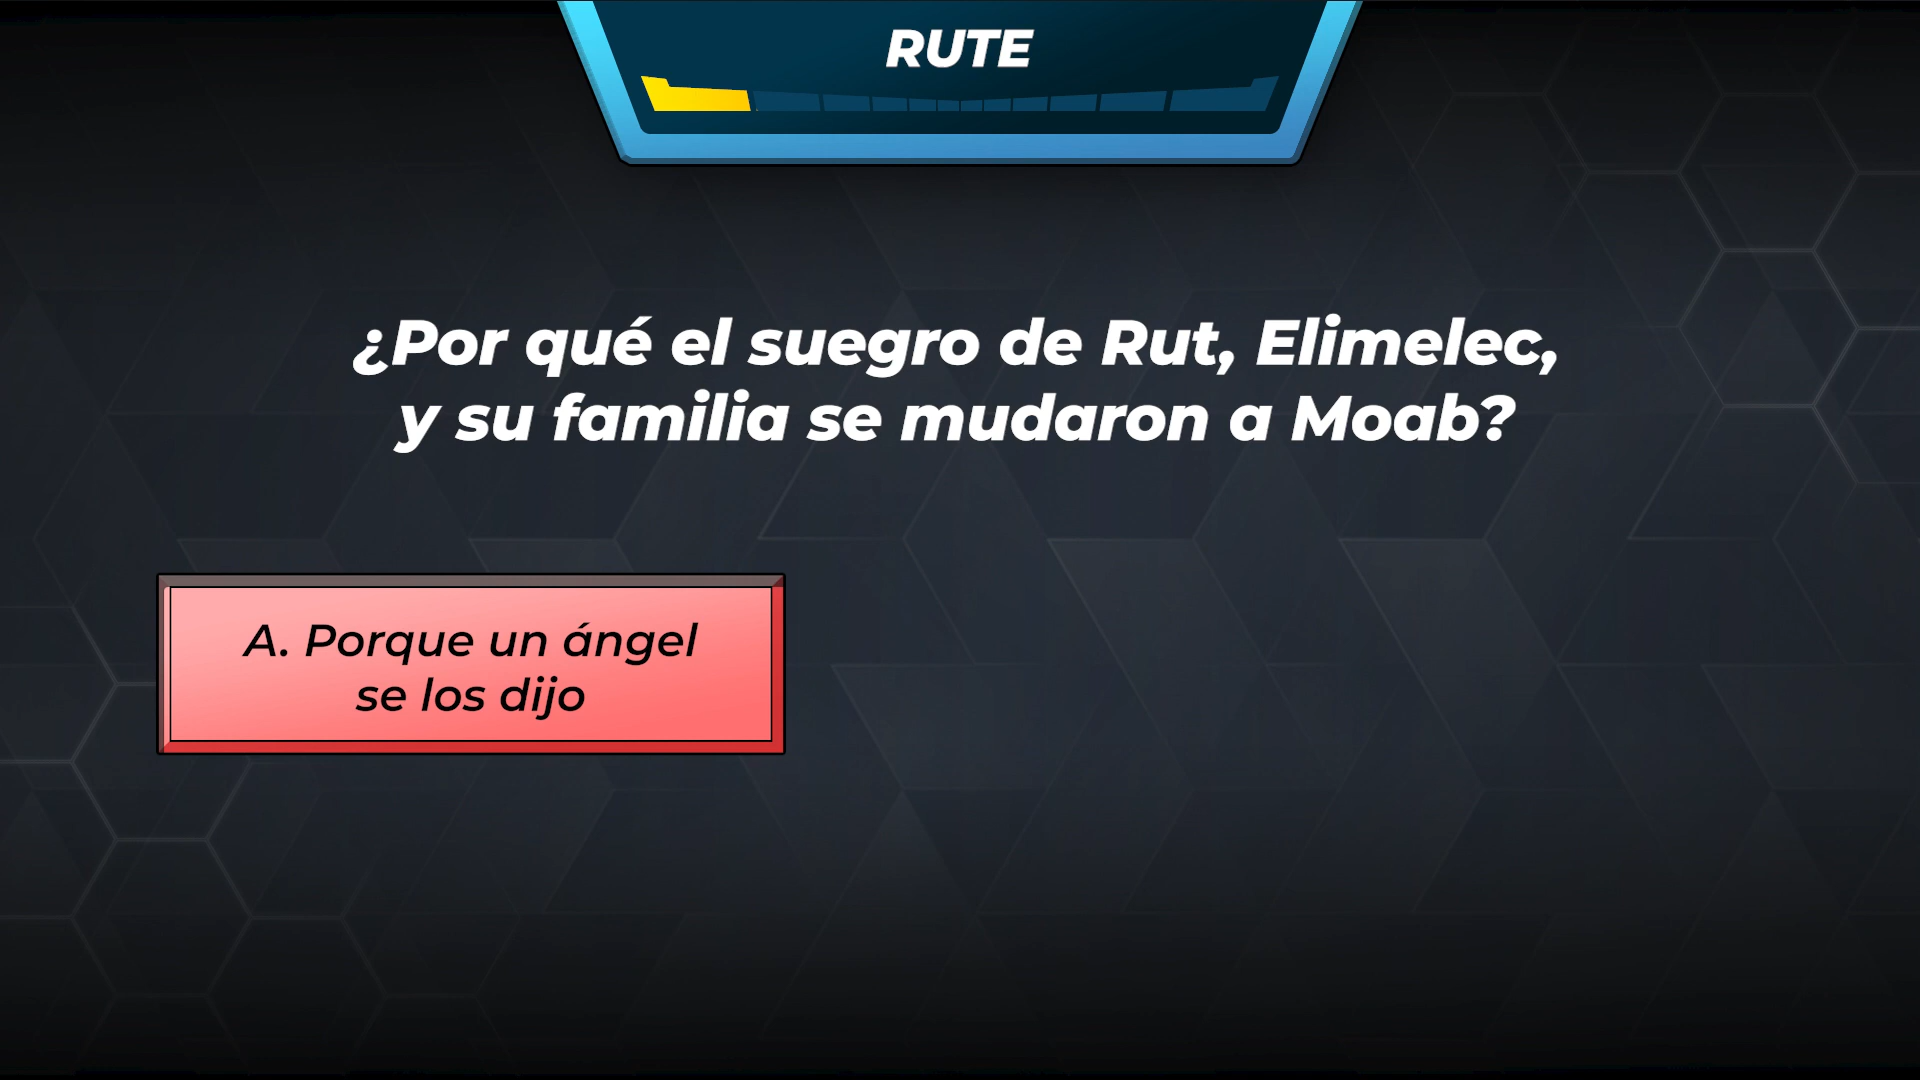 RUTE
¿Por qué el suegro de Rut, Elimelec,
y su familia se mudaron a Moab?
A. Porque un ángel
se los dijo